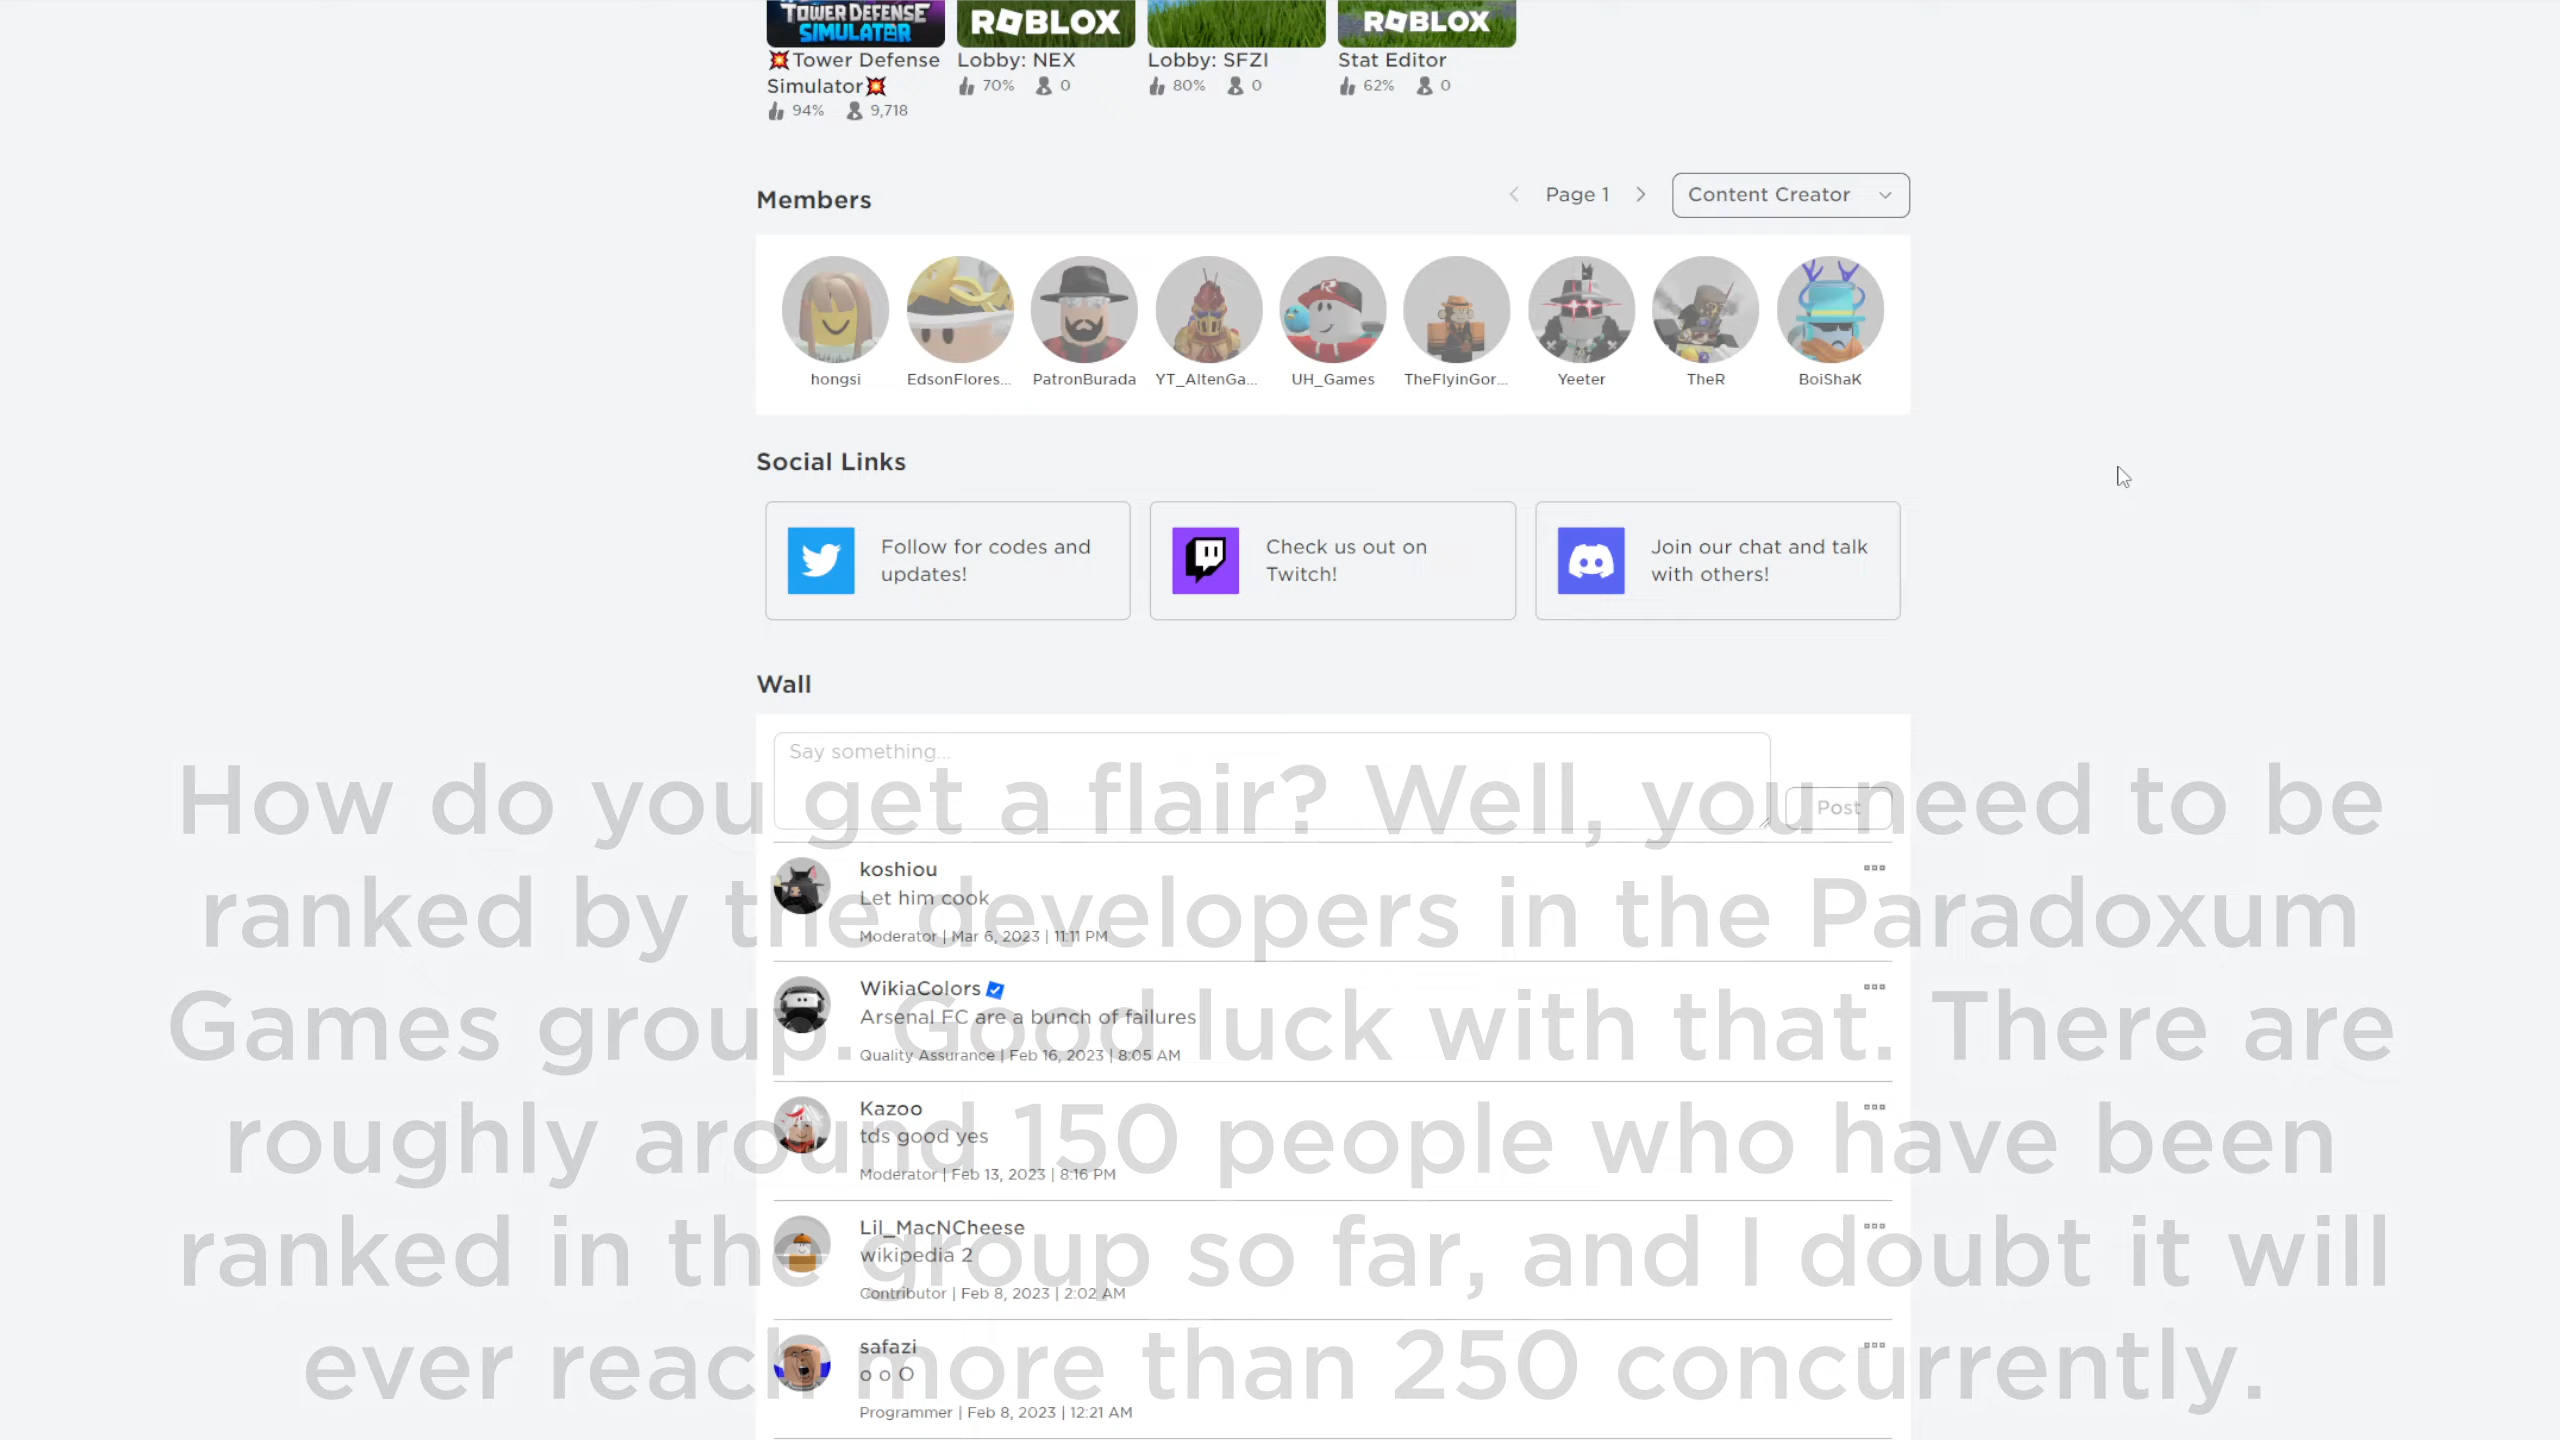 TOWER DEFENSE
SIMULATOR
ROBLOX
ROBLOX
💥Tower Defense
Simulator💥
94% 9,718
Lobby: NEX
70% 0
Lobby: SFZI
80% 0
Stat Editor
62% 0
Members
Page 1
Content Creator
hongsi
EdsonFlores...
PatronBurada
YT_AltenGa...
UH_Games
TheFlyinGor...
Yeeter
TheR
BoiShaK
Social Links
Follow for codes and
updates!
Check us out on
Twitch!
Join our chat and talk
with others!
Wall
Say something...
Post
koshiou
Let him cook
Moderator | Mar 6, 2023 | 11:11 PM
WikiaColors
Arsenal FC are a bunch of failures
Quality Assurance | Feb 16, 2023 | 8:05 AM
Kazoo
tds good yes
Moderator | Feb 13, 2023 | 8:16 PM
Lil_MacNCheese
wikipedia 2
Contributor | Feb 8, 2023 | 2:02 AM
safazi
o o O
Programmer | Feb 8, 2023 | 12:21 AM
How do you get a flair? Well, you need to be
ranked by the developers in the Paradoxum
Games group. Good luck with that. There are
roughly around 150 people who have been
ranked in the group so far, and I doubt it will
ever reach more than 250 concurrently.